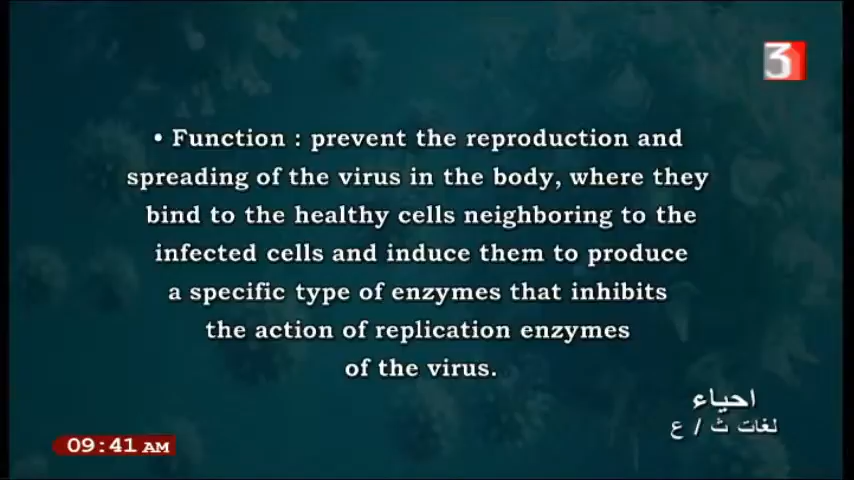 3
• Function : prevent the reproduction and
spreading of the virus in the body, where they
bind to the healthy cells neighboring to the
infected cells and induce them to produce
a specific type of enzymes that inhibits
the action of replication enzymes
of the virus.
احياء
لغات ث / ع
09:41 AM